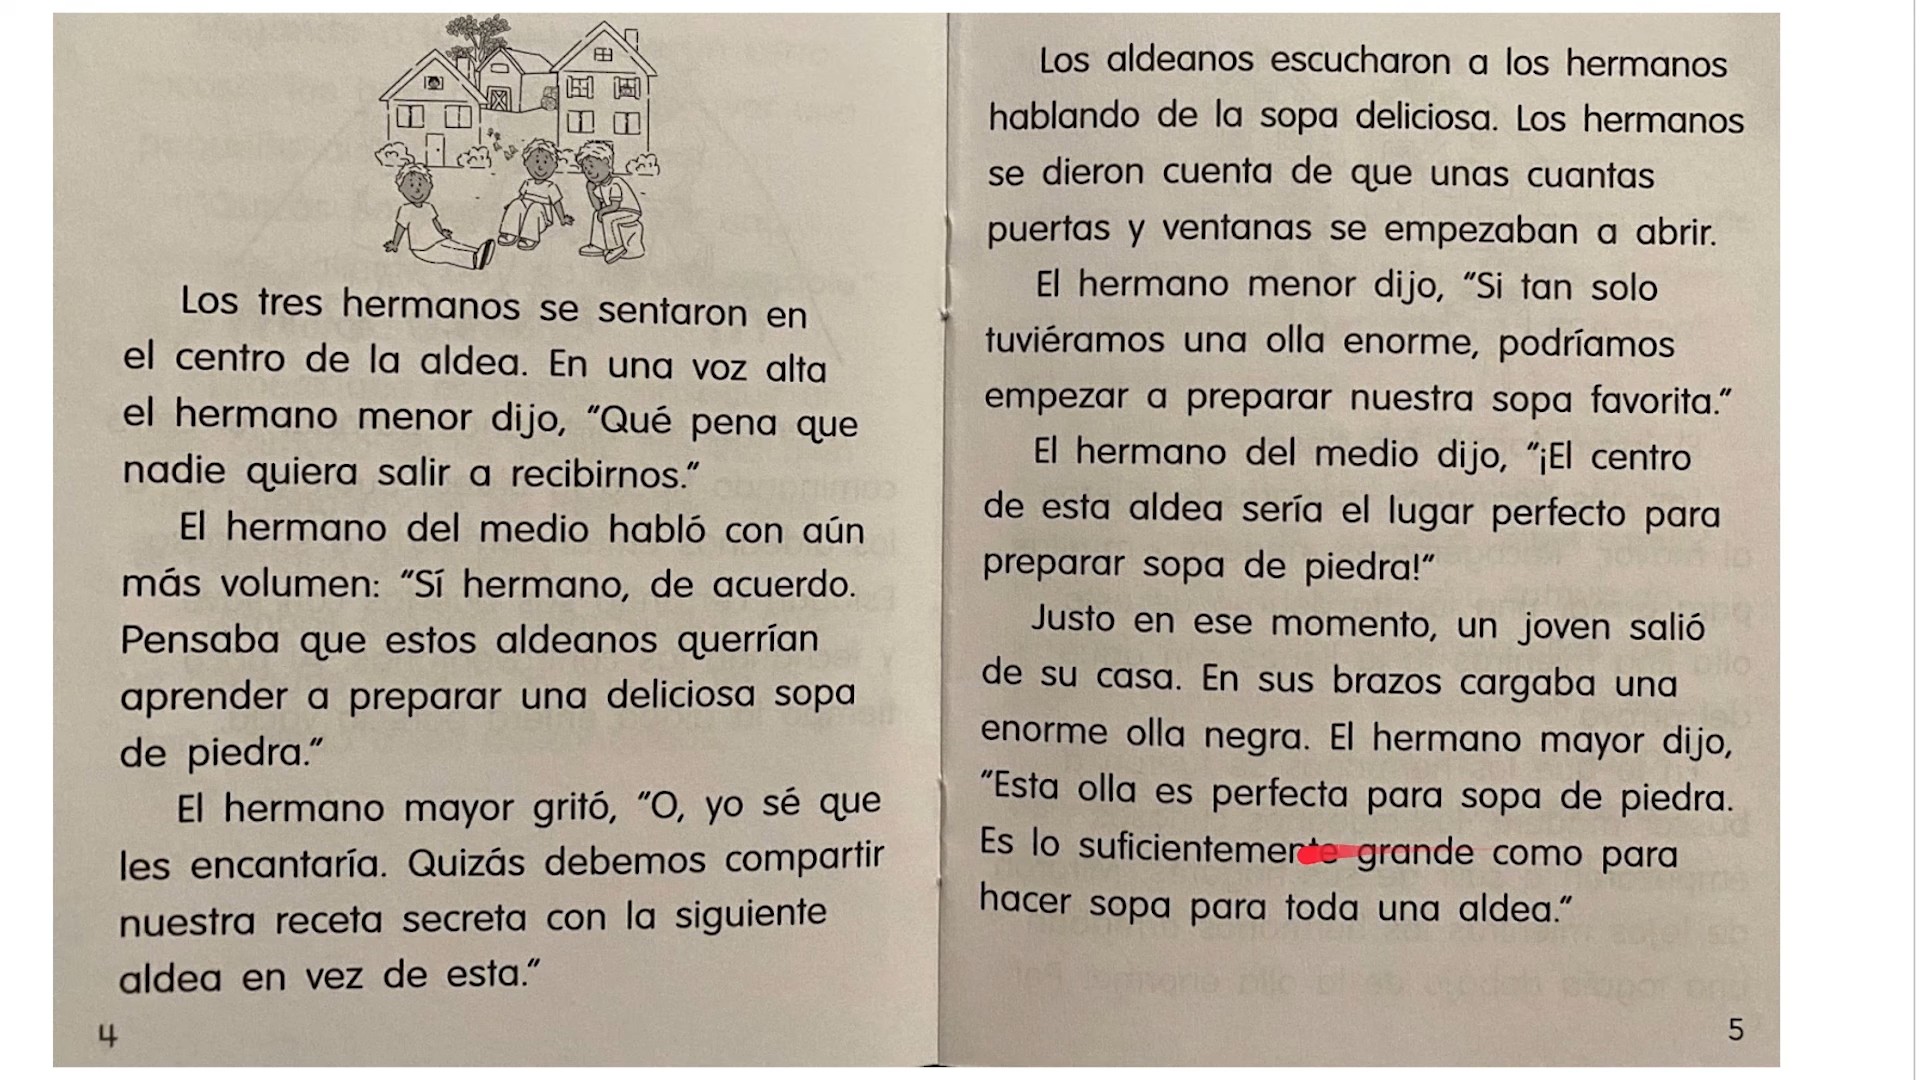 Los tres hermanos se sentaron en
el centro de la aldea. En una voz alta
el hermano menor dijo, "Qué pena que
nadie quiera salir a recibirnos."
El hermano del medio habló con aún
más volumen: "Sí hermano, de acuerdo.
Pensaba que estos aldeanos querrían
aprender a preparar una deliciosa sopa
de piedra."
El hermano mayor gritó, "O, yo sé que
les encantaría. Quizás debemos compartir
nuestra receta secreta con la siguiente
aldea en vez de esta."
4
Los aldeanos escucharon a los hermanos
hablando de la sopa deliciosa. Los hermanos
se dieron cuenta de que unas cuantas
puertas y ventanas se empezaban a abrir.
El hermano menor dijo, "Si tan solo
tuviéramos una olla enorme, podríamos
empezar a preparar nuestra sopa favorita."
El hermano del medio dijo, "¡El centro
de esta aldea sería el lugar perfecto para
preparar sopa de piedra!"
Justo en ese momento, un joven salió
de su casa. En sus brazos cargaba una
enorme olla negra. El hermano mayor dijo,
"Esta olla es perfecta para sopa de piedra.
Es lo suficientemente grande como para
hacer sopa para toda una aldea."
5